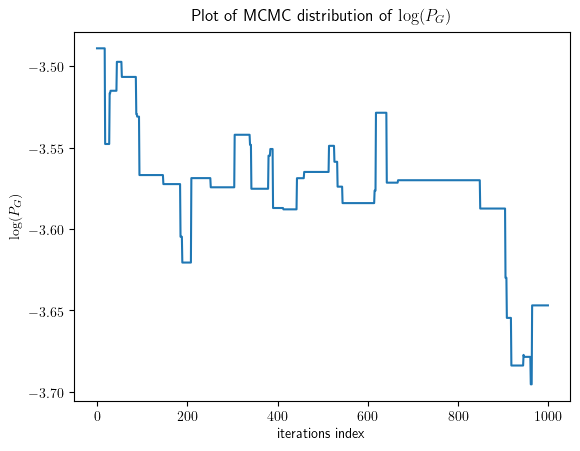 Plot of MCMC distribution of log(P_G)
−3.50
−3.55
−3.60
−3.65
−3.70
log(P_G)
0 200 400 600 800 1000
iterations index